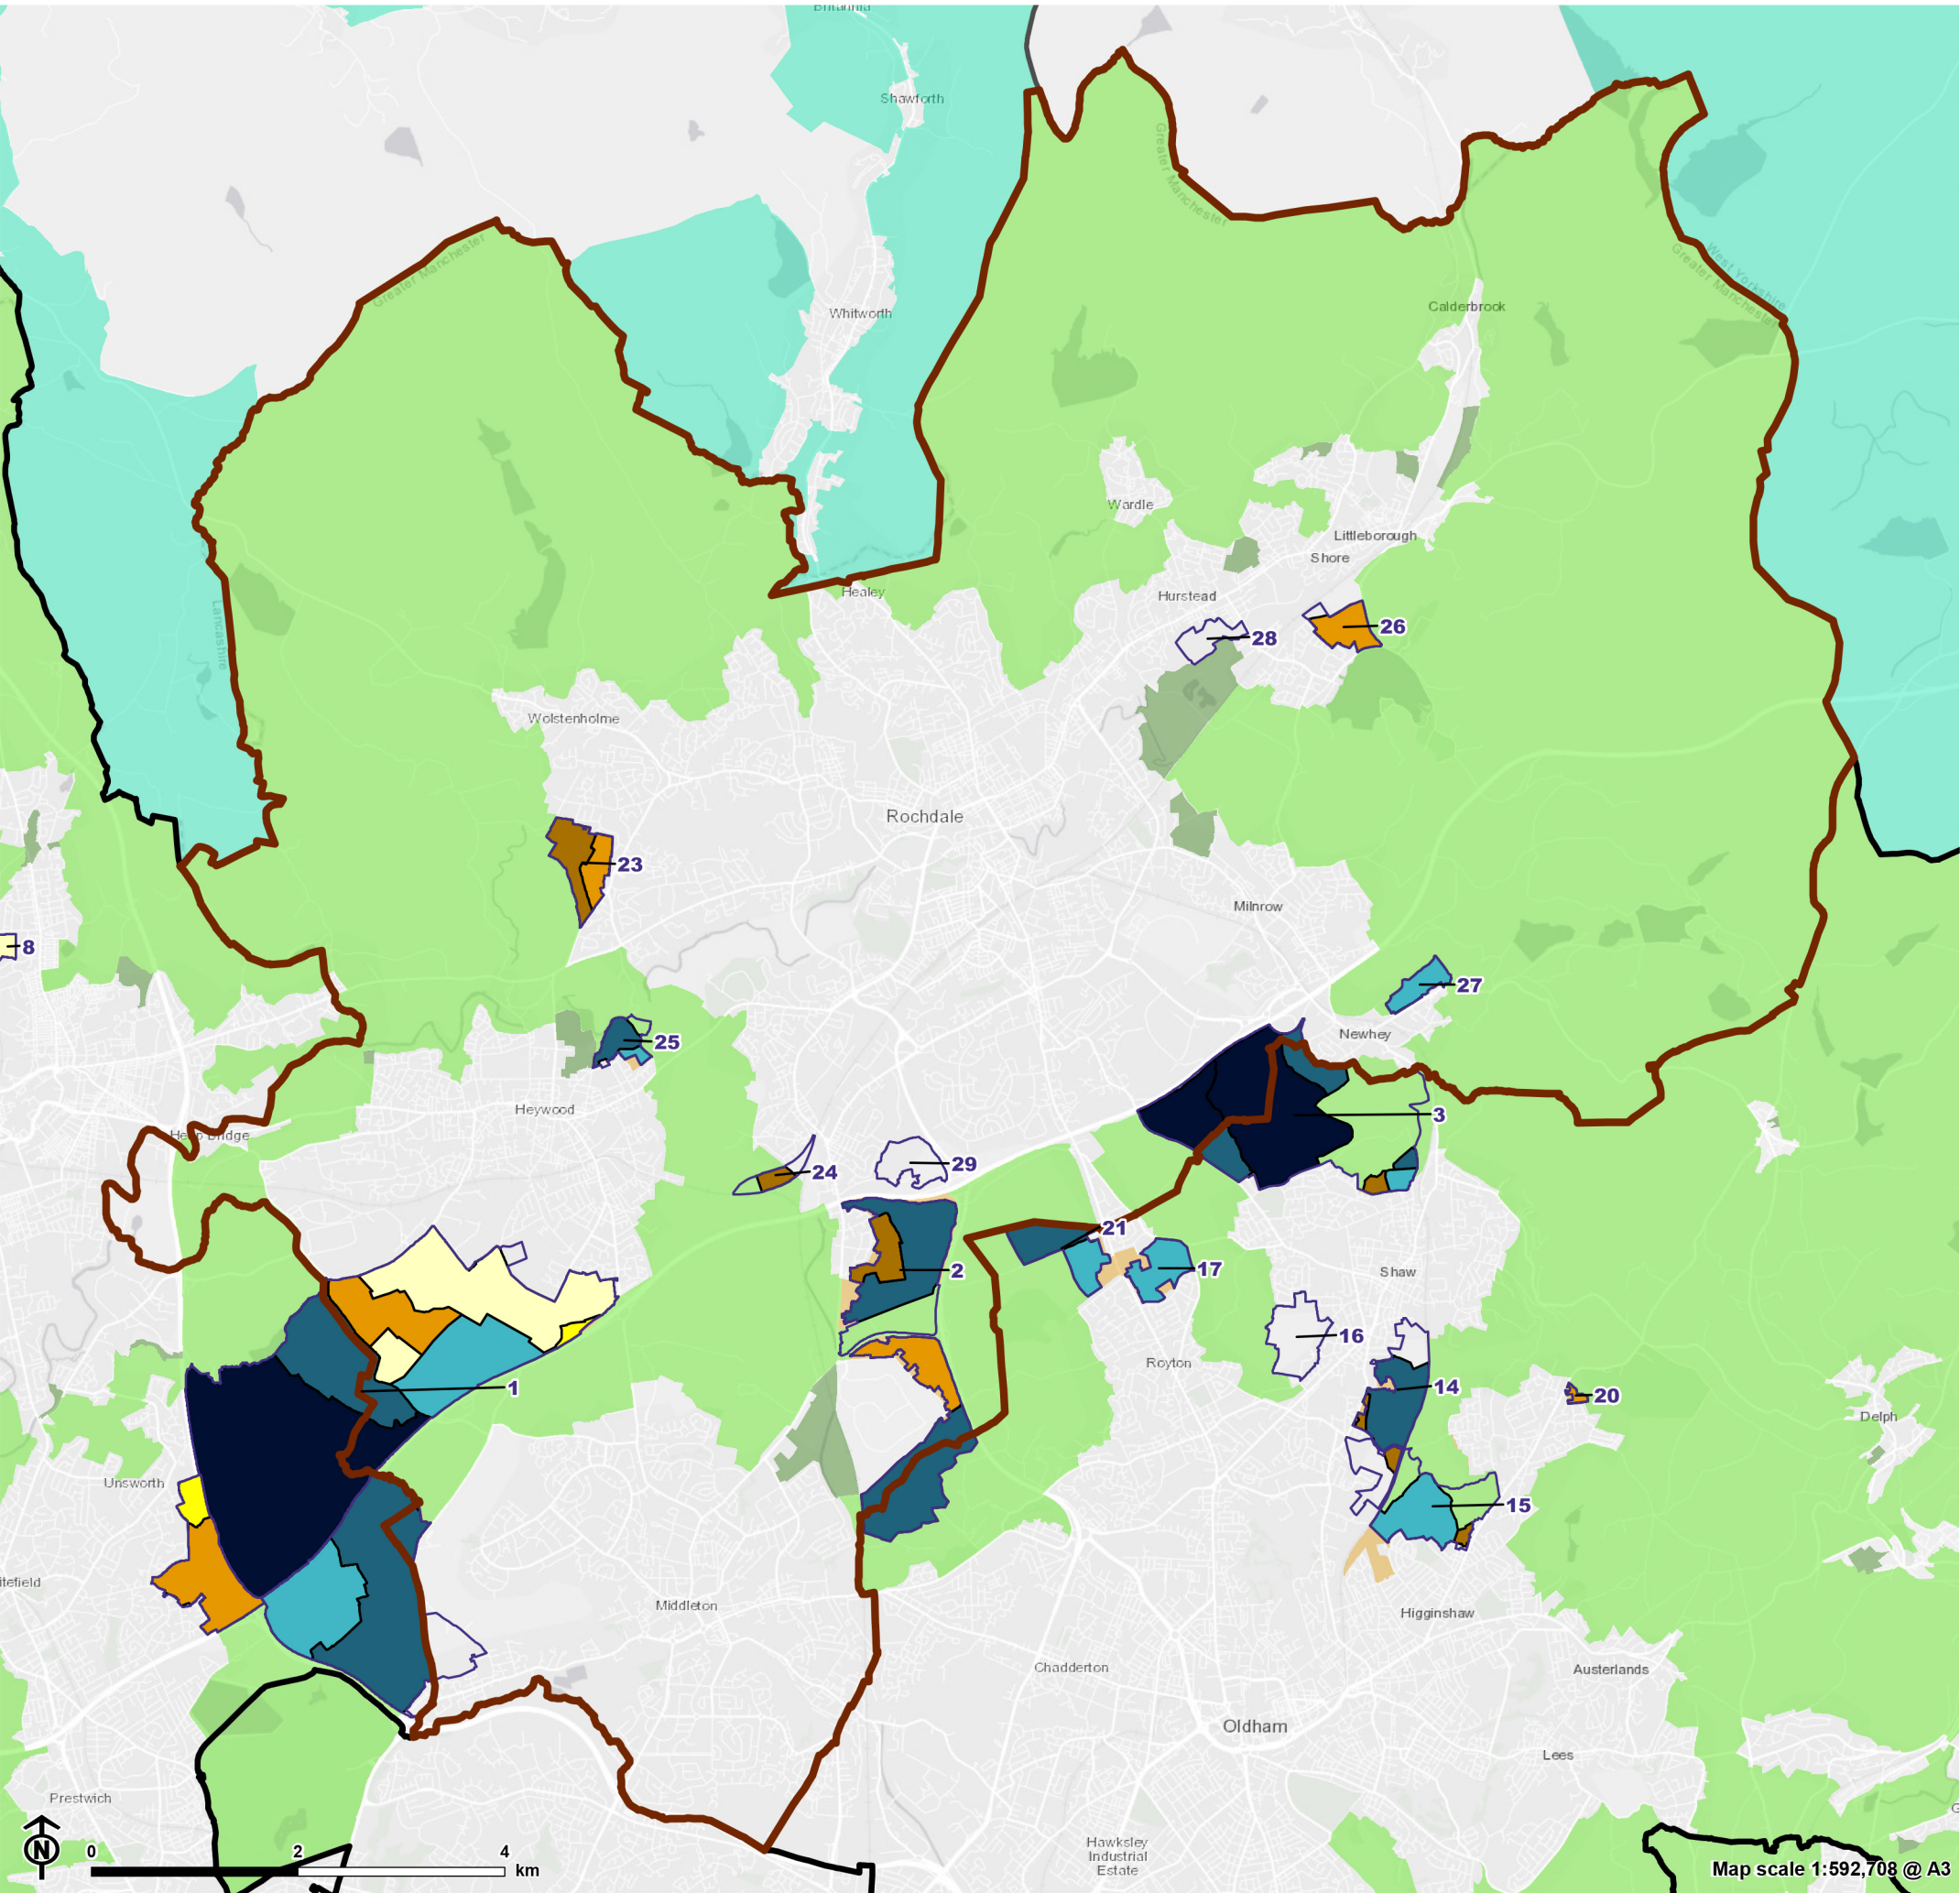 Britannia
Shawforth
Greater Manchester
Greater Manchester
West Yorkshire
Greater Manchester
Whitworth
Calderbrook
Wardle
Littleborough
Shore
Healey
Hurstead
Lancashire
26
28
Wolstenholme
Rochdale
23
Milnrow
8
27
Newhey
25
Heywood
3
24
29
21
2
17
Shaw
16
Royton
1
14
20
Delph
Unsworth
15
Middleton
Higginshaw
Chadderton
Austerlands
Oldham
Lees
Prestwich
Hawksley
Industrial
Estate
N
0 2 4
km
Map scale 1:592,708 @ A3